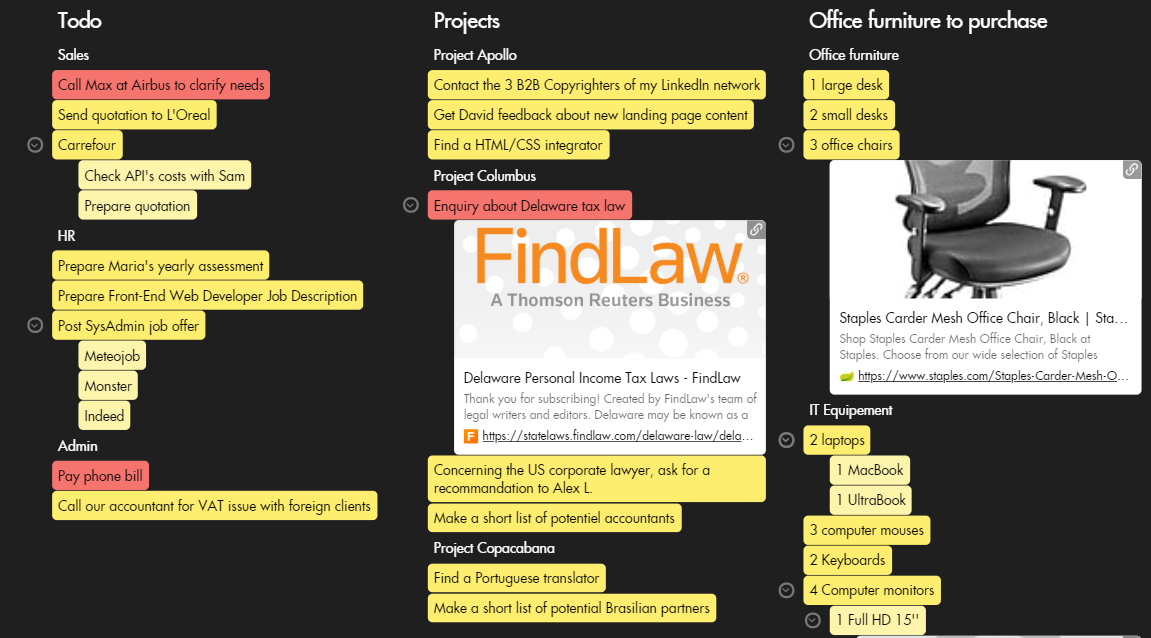 Todo
Sales
Call Max at Airbus to clarify needs
Send quotation to L'Oreal
Carrefour
Check API's costs with Sam
Prepare quotation
HR
Prepare Maria's yearly assessment
Prepare Front-End Web Developer Job Description
Post SysAdmin job offer
Meteojob
Monster
Indeed
Admin
Pay phone bill
Call our accountant for VAT issue with foreign clients
Projects
Project Apollo
Contact the 3 B2B Copyrighters of my LinkedIn network
Get David feedback about new landing page content
Find a HTML/CSS integrator
Project Columbus
Enquiry about Delaware tax law
FindLaw®
A Thomson Reuters Business
Delaware Personal Income Tax Laws - FindLaw
Thank you for subscribing! Created by FindLaw's team of
legal writers and editors. Delaware may be known as a
F https://statelaws.findlaw.com/delaware-law/dela...
Concerning the US corporate lawyer, ask for a
recommandation to Alex L.
Make a short list of potentiel accountants
Project Copacabana
Find a Portuguese translator
Make a short list of potential Brasilian partners
Office furniture to purchase
Office furniture
1 large desk
2 small desks
3 office chairs
Staples Carder Mesh Office Chair, Black | Sta...
Shop Staples Carder Mesh Office Chair, Black at
Staples. Choose from our wide selection of Staples
https://www.staples.com/Staples-Carder-Mesh-O...
IT Equipement
2 laptops
1 MacBook
1 UltraBook
3 computer mouses
2 Keyboards
4 Computer monitors
1 Full HD 15''